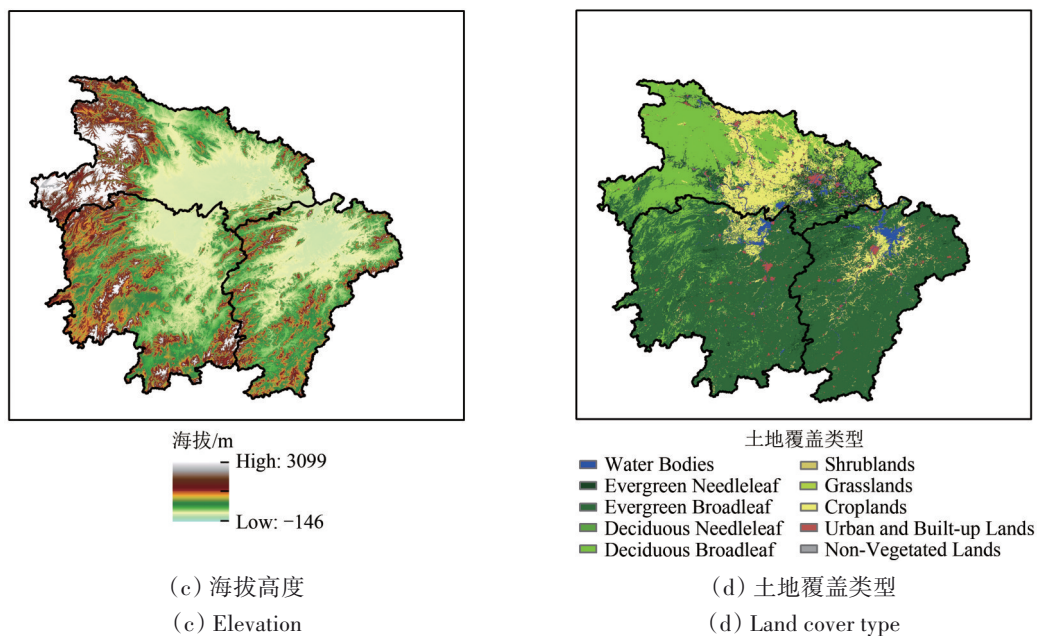 海拔/m
High: 3099
Low: −146
(c) 海拔高度
(c) Elevation
土地覆盖类型
Water Bodies
Evergreen Needleleaf
Evergreen Broadleaf
Deciduous Needleleaf
Deciduous Broadleaf
Shrublands
Grasslands
Croplands
Urban and Built-up Lands
Non-Vegetated Lands
(d) 土地覆盖类型
(d) Land cover type